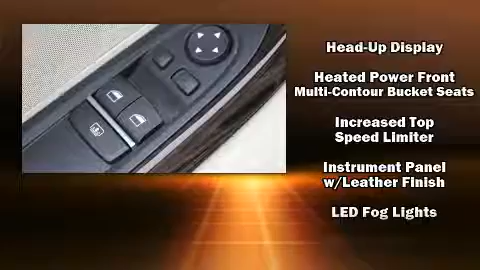 Head-Up Display
Heated Power Front
Multi-Contour Bucket Seats
Increased Top
Speed Limiter
Instrument Panel
w/Leather Finish
LED Fog Lights